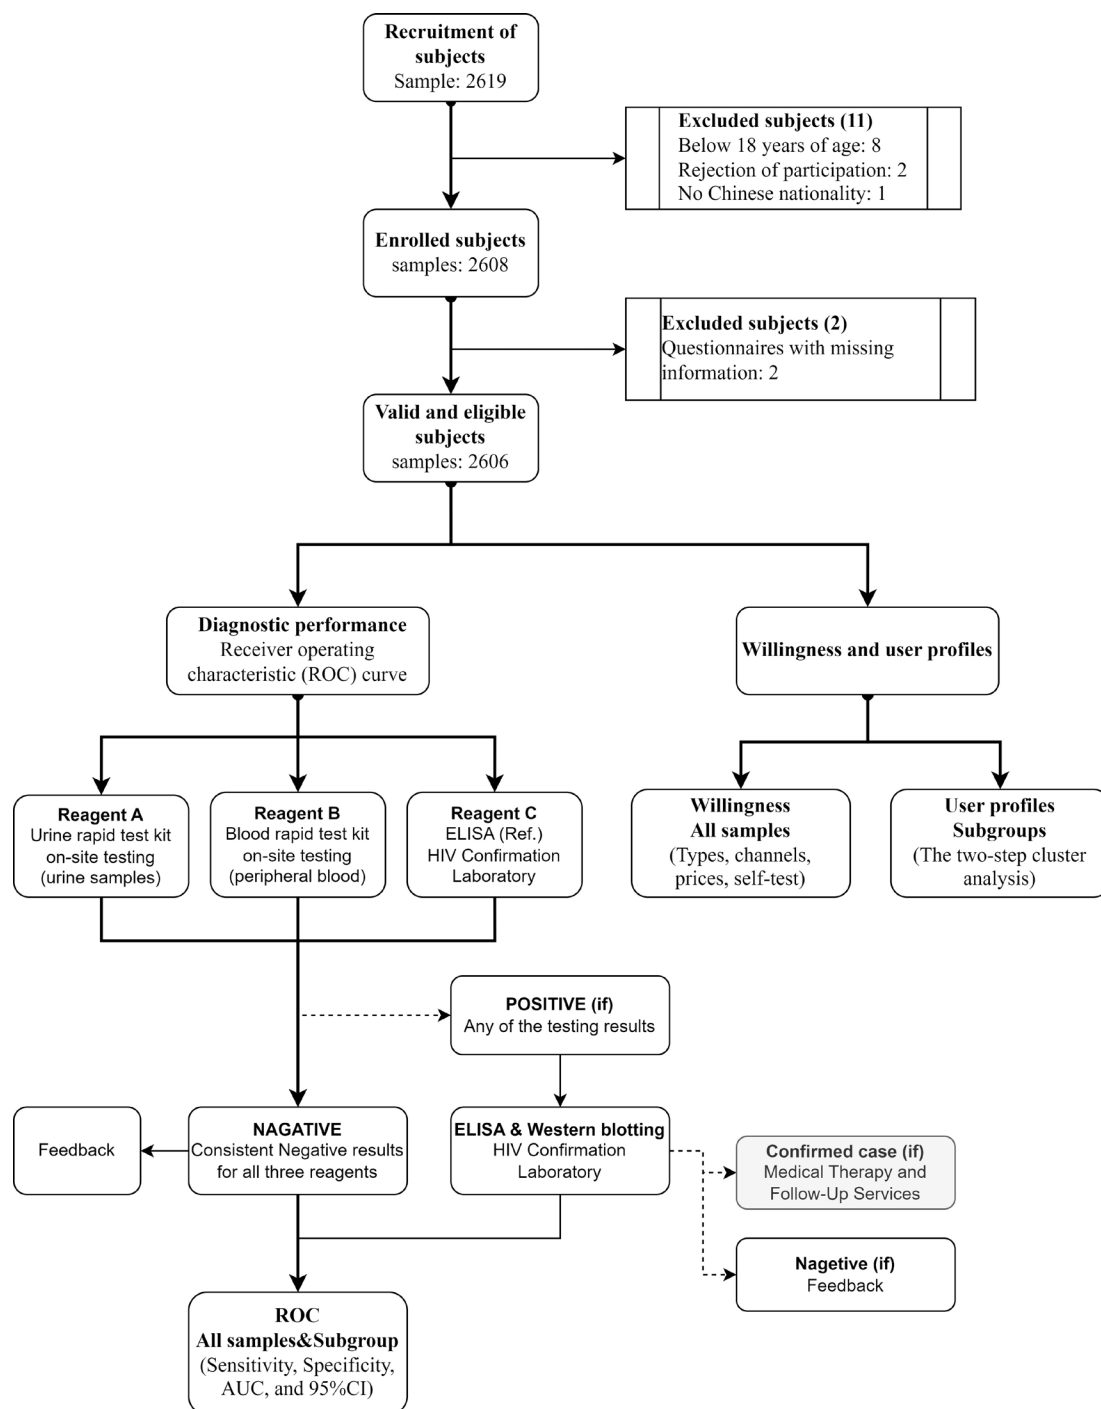 Recruitment of
subjects
Sample: 2619
Excluded subjects (11)
Below 18 years of age: 8
Rejection of participation: 2
No Chinese nationality: 1
Enrolled subjects
samples: 2608
Excluded subjects (2)
Questionnaires with missing
information: 2
Valid and eligible
subjects
samples: 2606
Diagnostic performance
Receiver operating
characteristic (ROC) curve
Willingness and user profiles
Reagent A
Urine rapid test kit
on-site testing
(urine samples)
Reagent B
Blood rapid test kit
on-site testing
(peripheral blood)
Reagent C
ELISA (Ref.)
HIV Confirmation
Laboratory
Willingness
All samples
(Types, channels,
prices, self-test)
User profiles
Subgroups
(The two-step cluster
analysis)
POSITIVE (if)
Any of the testing results
Feedback
NAGATIVE
Consistent Negative results
for all three reagents
ELISA & Western blotting
HIV Confirmation
Laboratory
Confirmed case (if)
Medical Therapy and
Follow-Up Services
Nagetive (if)
Feedback
ROC
All samples&Subgroup
(Sensitivity, Specificity,
AUC, and 95%CI)